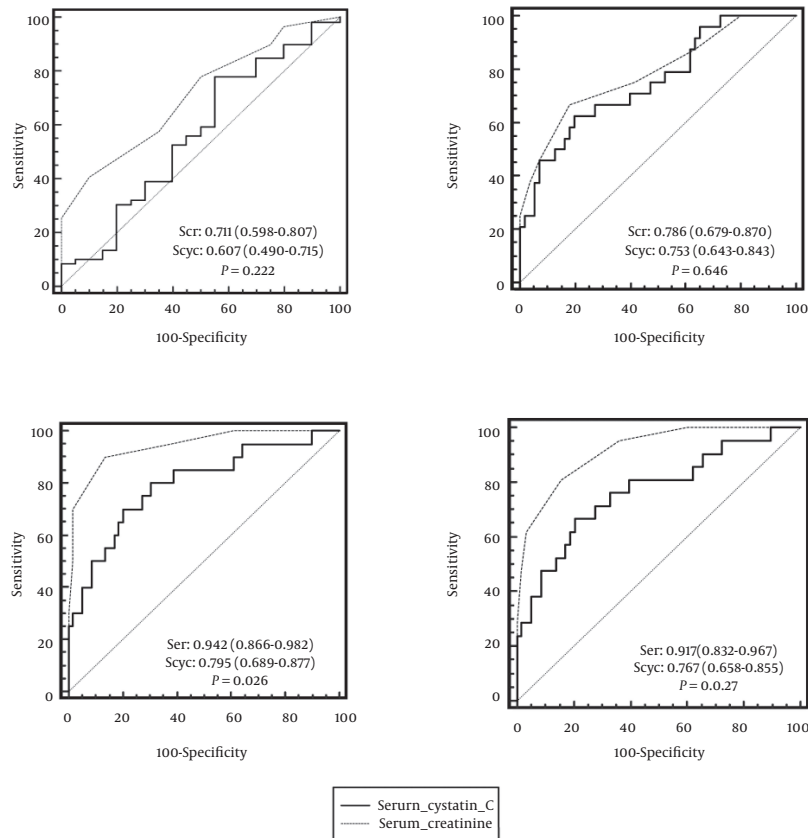 100
80
60
40
20
0
Sensitivity
Scr: 0.711 (0.598-0.807)
Scyc: 0.607 (0.490-0.715)
P = 0.222
0 20 40 60 80 100
100-Specificity
100
80
60
40
20
0
Sensitivity
Scr: 0.786 (0.679-0.870)
Scyc: 0.753 (0.643-0.843)
P = 0.646
0 20 40 60 80 100
100-Specificity
100
80
60
40
20
0
Sensitivity
Ser: 0.942 (0.866-0.982)
Scyc: 0.795 (0.689-0.877)
P = 0.026
0 20 40 60 80 100
100-Specificity
100
80
60
40
20
0
Sensitivity
Ser: 0.917(0.832-0.967)
Scyc: 0.767 (0.658-0.855)
P = 0.0.27
0 20 40 60 80 100
100-Specificity
Serurn_cystatin_C
Serum_creatinine